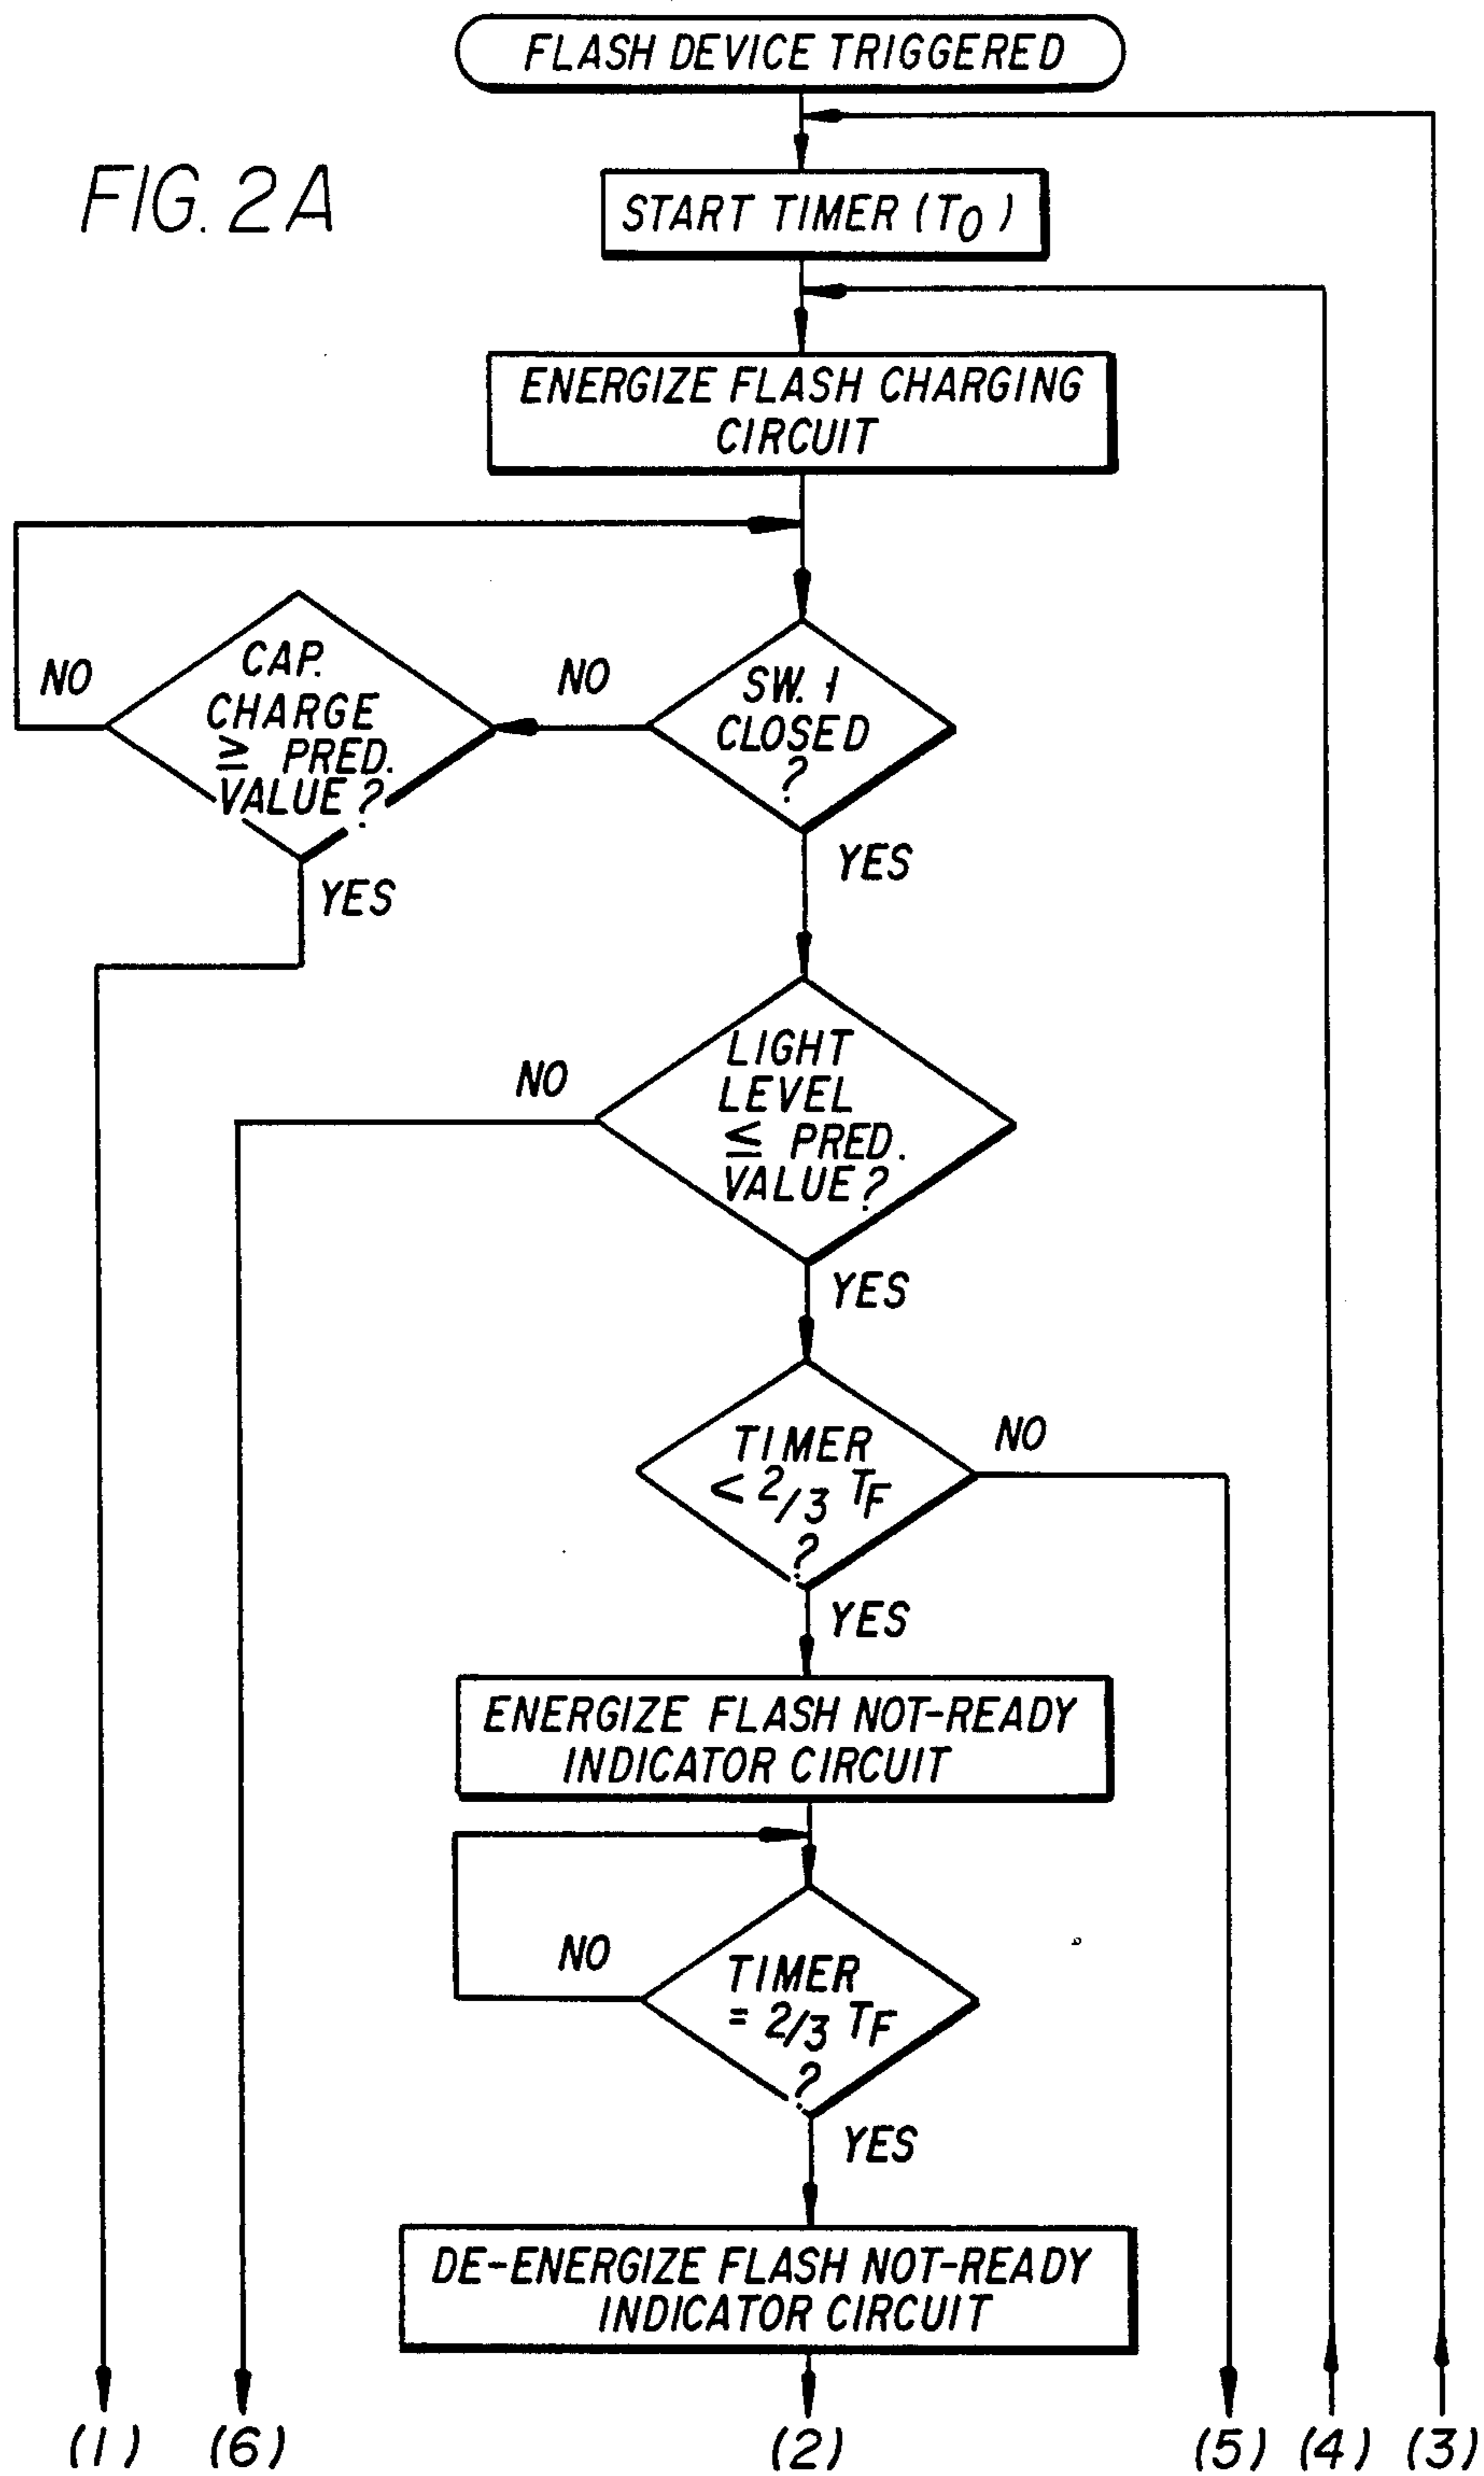 FLASH DEVICE TRIGGERED
FIG. 2A
START TIMER (TO)
ENERGIZE FLASH CHARGING
CIRCUIT
NO
CAP.
CHARGE
≥ PRED.
VALUE?
YES
NO
SW. 1
CLOSED
?
YES
NO
LIGHT
LEVEL
≤ PRED.
VALUE?
YES
TIMER
< 2/3 TF
?
NO
YES
ENERGIZE FLASH NOT-READY
INDICATOR CIRCUIT
NO
TIMER
= 2/3 TF
?
YES
DE-ENERGIZE FLASH NOT-READY
INDICATOR CIRCUIT
(1) (6) (2) (5) (4) (3)